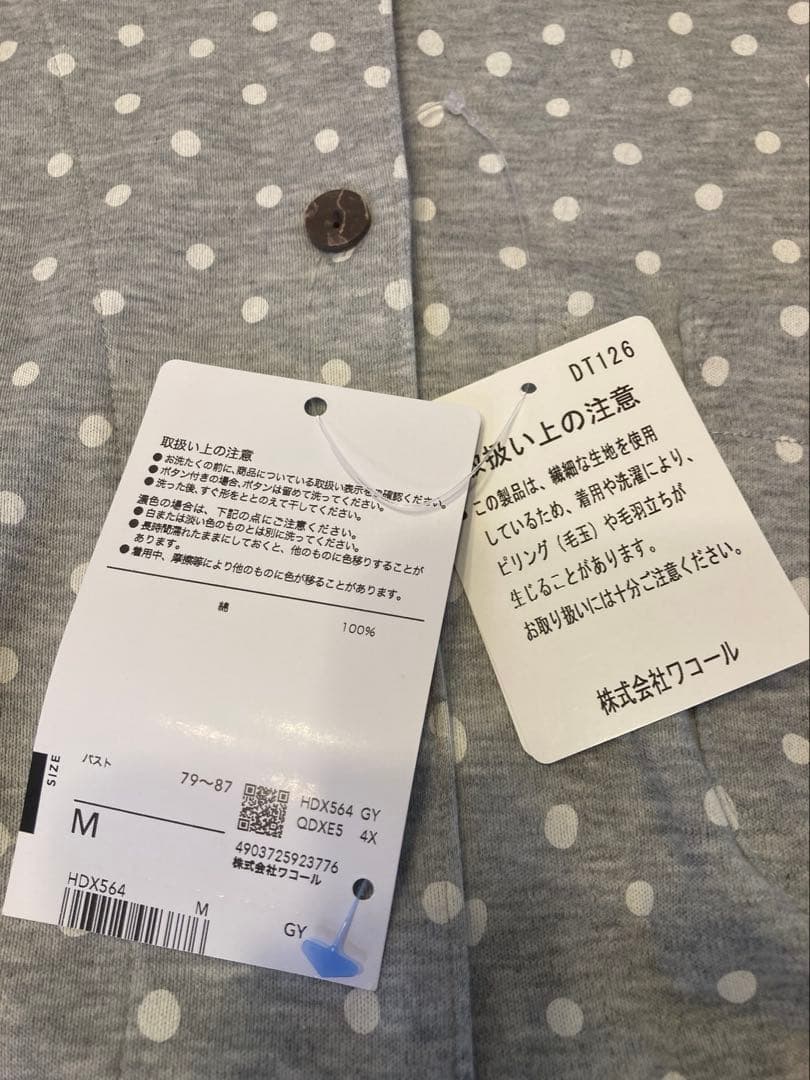 取扱い上の注意
●お洗たくの前に、商品についている取扱い表示をご確認ください。
●ボタン付きの場合、ボタンは留めて洗ってください。
●洗った後、すぐ形をととのえて干してください。
濃色の場合は、下記の点にご注意ください。
●白または淡い色のものとは別に洗ってください。
●長時間濡れたままにしておくと、他のものに色移りすることが
あります。
●着用中、摩擦等により他のものに色が移ることがあります。
綿
100%
SIZE
バスト
79〜87
M
HDX564 GY
QDXE5 4X
4903725923776
株式会社ワコール
HDX564
M
GY
DT126
扱い上の注意
この製品は、繊細な生地を使用
しているため、着用や洗濯により、
ピリング（毛玉）や毛羽立ちが
生じることがあります。
お取り扱いには十分ご注意ください。
株式会社ワコール